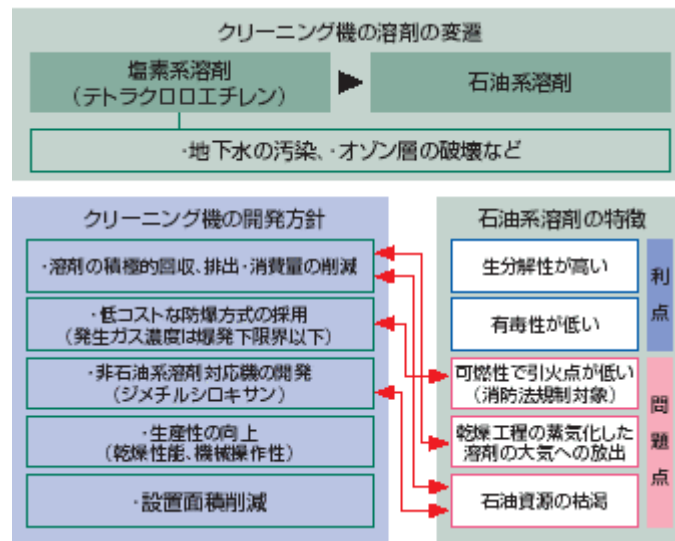 クリーニング機の溶剤の変遷
塩素系溶剤
(テトラクロロエチレン)
▶
石油系溶剤
・地下水の汚染、・オゾン層の破壊など
クリーニング機の開発方針
・溶剤の積極的回収、排出・消費量の削減
・低コストな防爆方式の採用
(発生ガス濃度は爆発下限界以下)
・非石油系溶剤対応機の開発
(ジメチルシロキサン)
・生産性の向上
(乾燥性能、機械操作性)
・設置面積削減
石油系溶剤の特徴
生分解性が高い
有毒性が低い
利点
可燃性で引火点が低い
(消防法規制対象)
乾燥工程の蒸気化した
溶剤の大気への放出
石油資源の枯渇
問題点